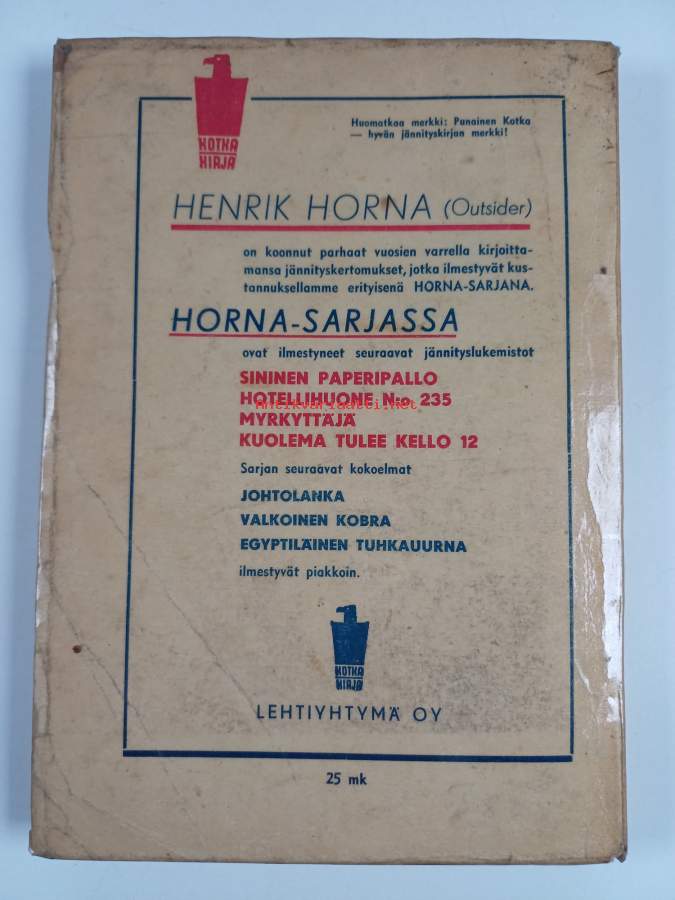 KOTKA
KIRJA
Huomatkaa merkki: Punainen Kotka
— hyvän jännityskirjan merkki!
HENRIK HORNA (Outsider)
on koonnut parhaat vuosien varrella kirjoitta-
mansa jännityskertomukset, jotka ilmestyvät kus-
tannuksellamme erityisenä HORNA-SARJANA.
HORNA-SARJASSA
ovat ilmestyneet seuraavat jännityslukemistot
SININEN PAPERIPALLO
HOTELLIHUONE N:o 235
Antikvariaatti.net
MYRKYTTÄJÄ
KUOLEMA TULEE KELLO 12
Sarjan seuraavat kokoelmat
JOHTOLANKA
VALKOINEN KOBRA
EGYPTILÄINEN TUHKAUURNA
ilmestyvät piakkoin.
KOTKA
KIRJA
LEHTIYHTYMÄ OY
25 mk